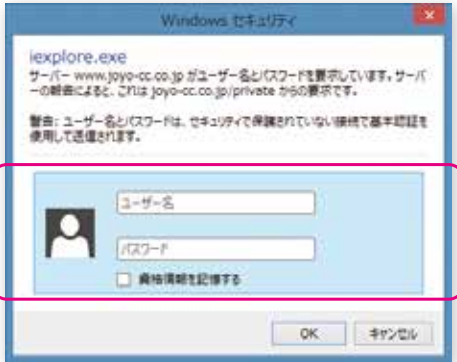 Windows セキュリティ
iexplore.exe
サーバー www.joyo-cc.co.jp がユーザー名とパスワードを要求しています。サーバ
ーの報告によると、これは joyo-cc.co.jp/private からの要求です。
警告: ユーザー名とパスワードは、セキュリティで保護されていない接続で基本認証を
使用して送信されます。
ユーザー名
パスワード
資格情報を記憶する
OK
キャンセル